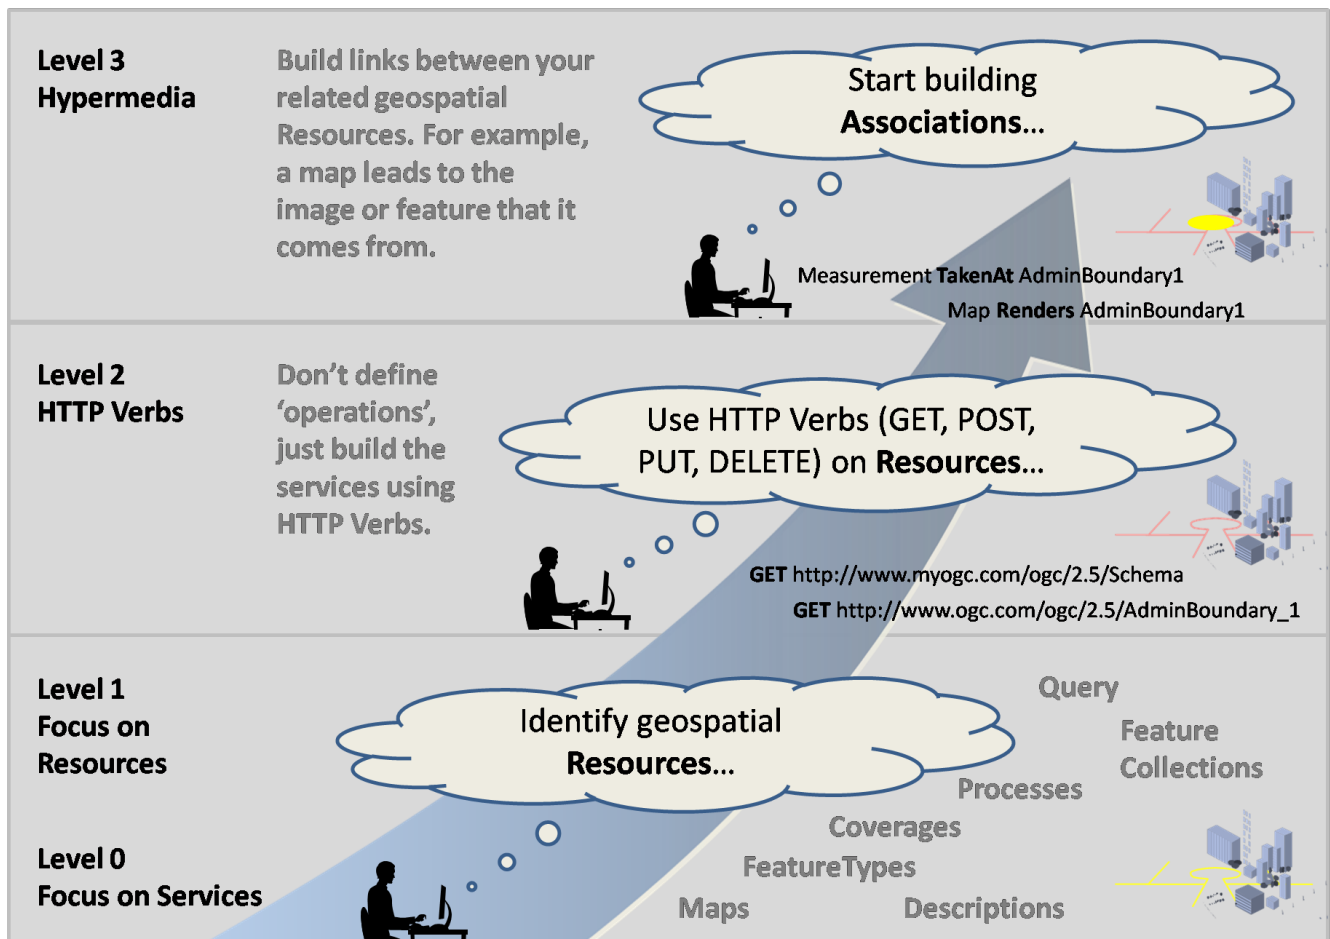 Level 3
Hypermedia
Build links between your
related geospatial
Resources. For example,
a map leads to the
image or feature that it
comes from.
Start building
Associations...
Measurement TakenAt AdminBoundary1
Map Renders AdminBoundary1
Level 2
HTTP Verbs
Don't define
'operations',
just build the
services using
HTTP Verbs.
Use HTTP Verbs (GET, POST,
PUT, DELETE) on Resources...
GET http://www.myogc.com/ogc/2.5/Schema
GET http://www.ogc.com/ogc/2.5/AdminBoundary_1
Level 1
Focus on
Resources
Identify geospatial
Resources...
Query
Feature
Collections
Processes
Coverages
FeatureTypes
Maps
Descriptions
Level 0
Focus on Services